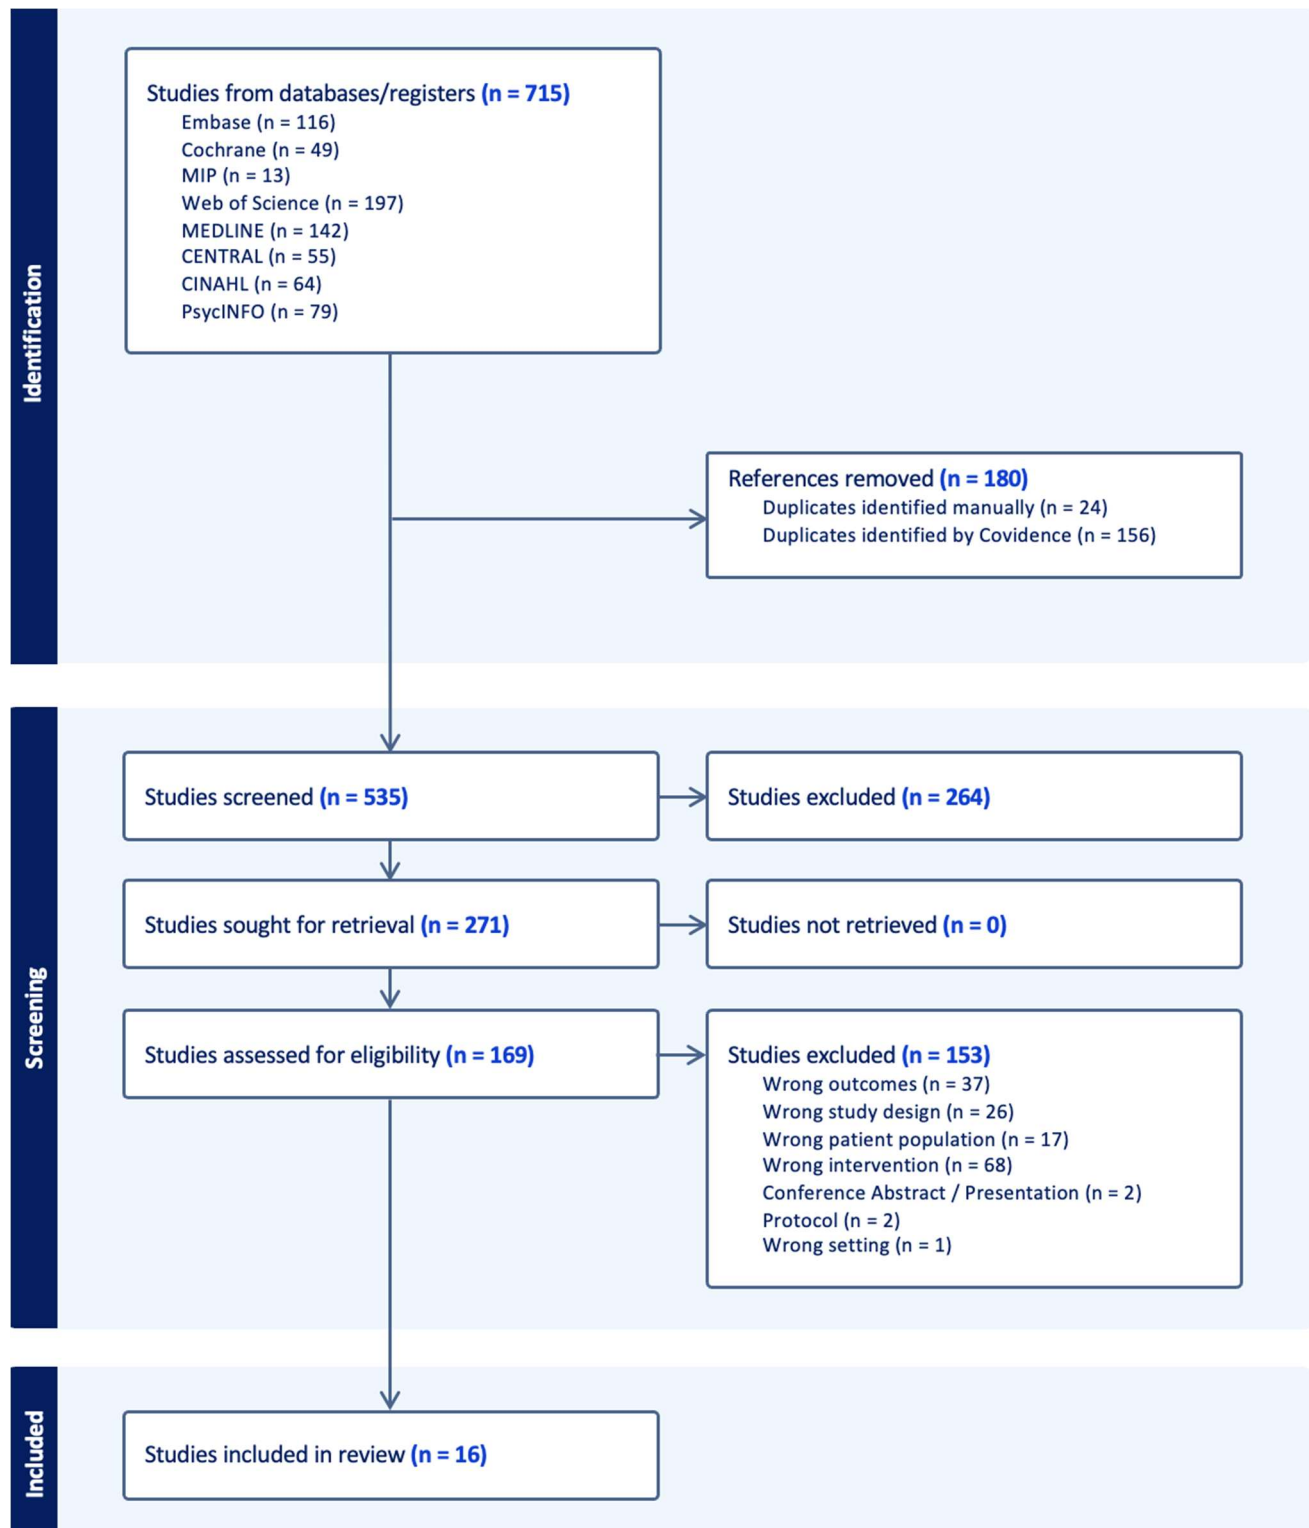 Identification
Studies from databases/registers (n = 715)
Embase (n = 116)
Cochrane (n = 49)
MIP (n = 13)
Web of Science (n = 197)
MEDLINE (n = 142)
CENTRAL (n = 55)
CINAHL (n = 64)
PsycINFO (n = 79)
References removed (n = 180)
Duplicates identified manually (n = 24)
Duplicates identified by Covidence (n = 156)
Screening
Studies screened (n = 535)
Studies excluded (n = 264)
Studies sought for retrieval (n = 271)
Studies not retrieved (n = 0)
Studies assessed for eligibility (n = 169)
Studies excluded (n = 153)
Wrong outcomes (n = 37)
Wrong study design (n = 26)
Wrong patient population (n = 17)
Wrong intervention (n = 68)
Conference Abstract / Presentation (n = 2)
Protocol (n = 2)
Wrong setting (n = 1)
Included
Studies included in review (n = 16)